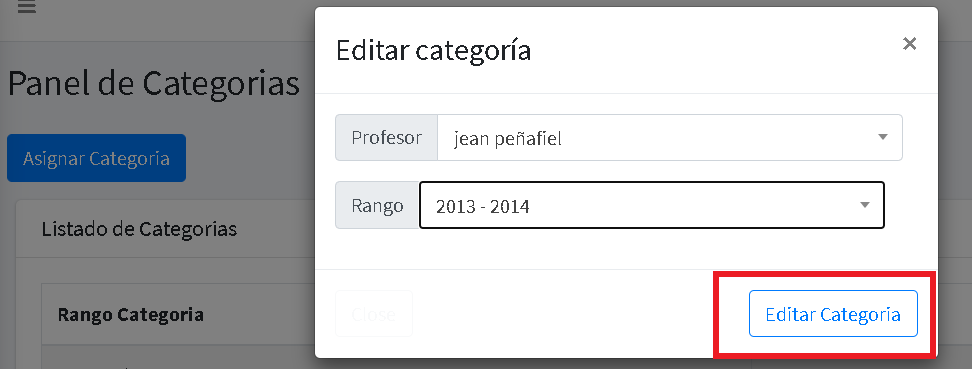 Editar categoría
×
Panel de Categorias
Profesor jean peñafiel
Asignar Categoria
Rango 2013 - 2014
Listado de Categorias
Rango Categoria
Close
Editar Categoria